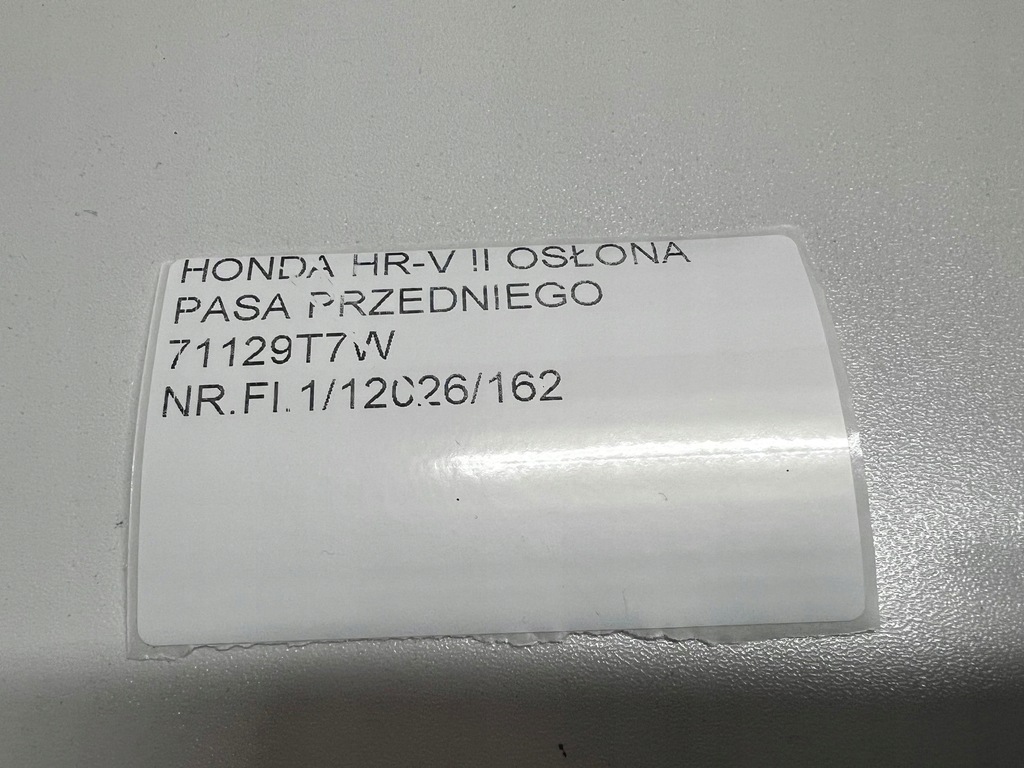 HONDA HR-V II OSŁONA
PASA PRZEDNIEGO
71129T7W
NR.FI.1/12026/162